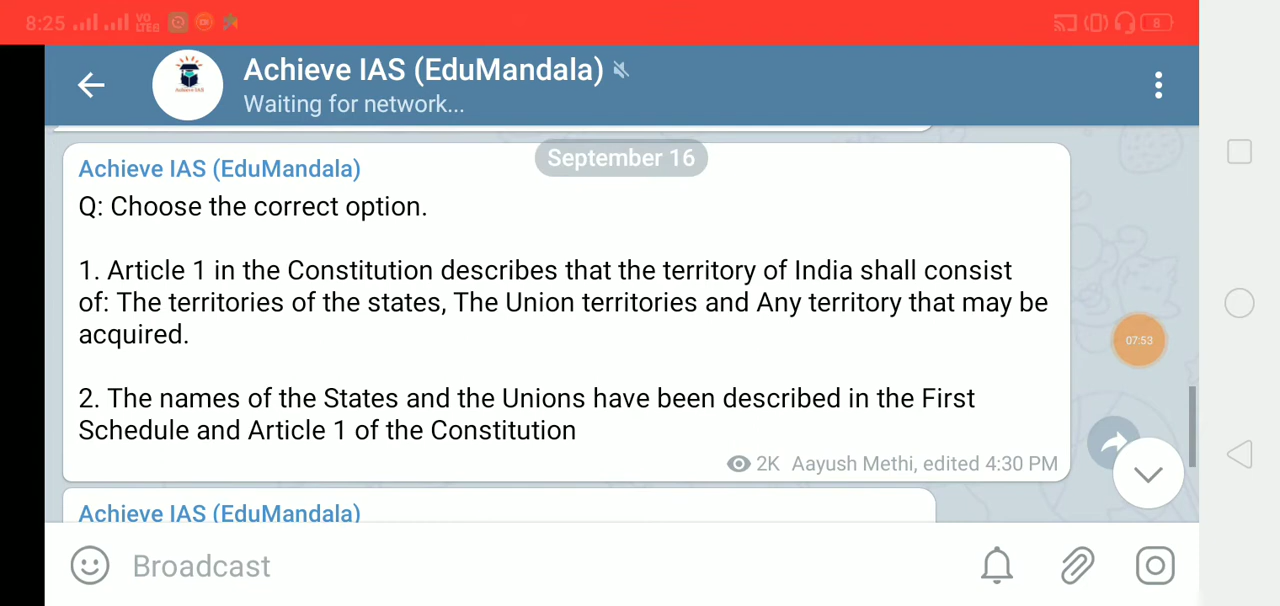 8:25 VO LTE2 8
Achieve IAS (EduMandala)
Waiting for network...
September 16
Achieve IAS (EduMandala)
Q: Choose the correct option.
1. Article 1 in the Constitution describes that the territory of India shall consist
of: The territories of the states, The Union territories and Any territory that may be
acquired.
07:53
2. The names of the States and the Unions have been described in the First
Schedule and Article 1 of the Constitution
2K Aayush Methi, edited 4:30 PM
Achieve IAS (EduMandala)
Broadcast